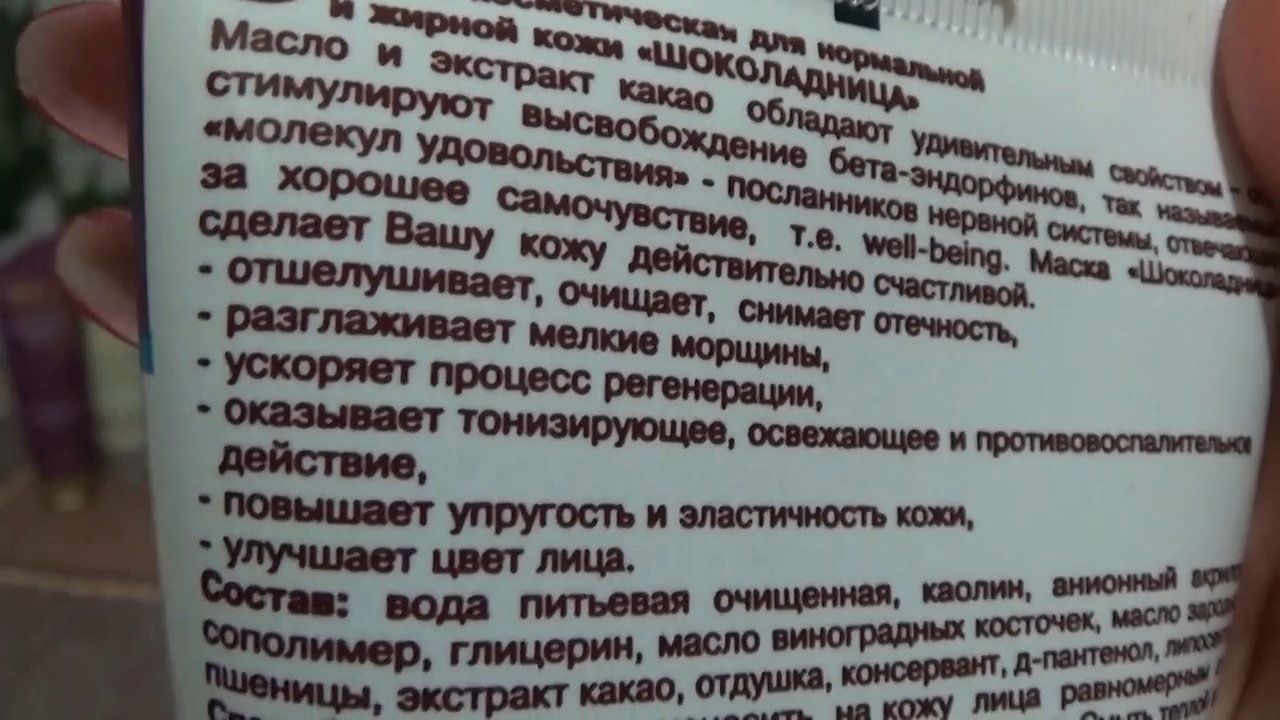 косметическая для нормальной
и жирной кожи «ШОКОЛАДНИЦА»
Масло и экстракт какао обладают удивительным свойством -
стимулируют высвобождение бета-эндорфинов, так
«молекул удовольствия» - посланников нервной системы,
за хорошее самочувствие, т.е. well-being. Маска
сделает Вашу кожу действительно счастливой.
- отшелушивает, очищает, снимает отечность,
- разглаживает мелкие морщины,
- ускоряет процесс регенерации,
- оказывает тонизирующее, освежающее и противовоспалительное
действие,
- повышает упругость и эластичность кожи,
- улучшает цвет лица.
Состав: вода питьевая очищенная, каолин, анионный
сополимер, глицерин, масло виноградных косточек, масло
пшеницы, экстракт какао, отдушка, консервант, д-пантенол,
на кожу лица равномерным